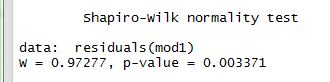 Shapiro-Wilk normality test
data:  residuals(mod1)
W = 0.97277, p-value = 0.003371